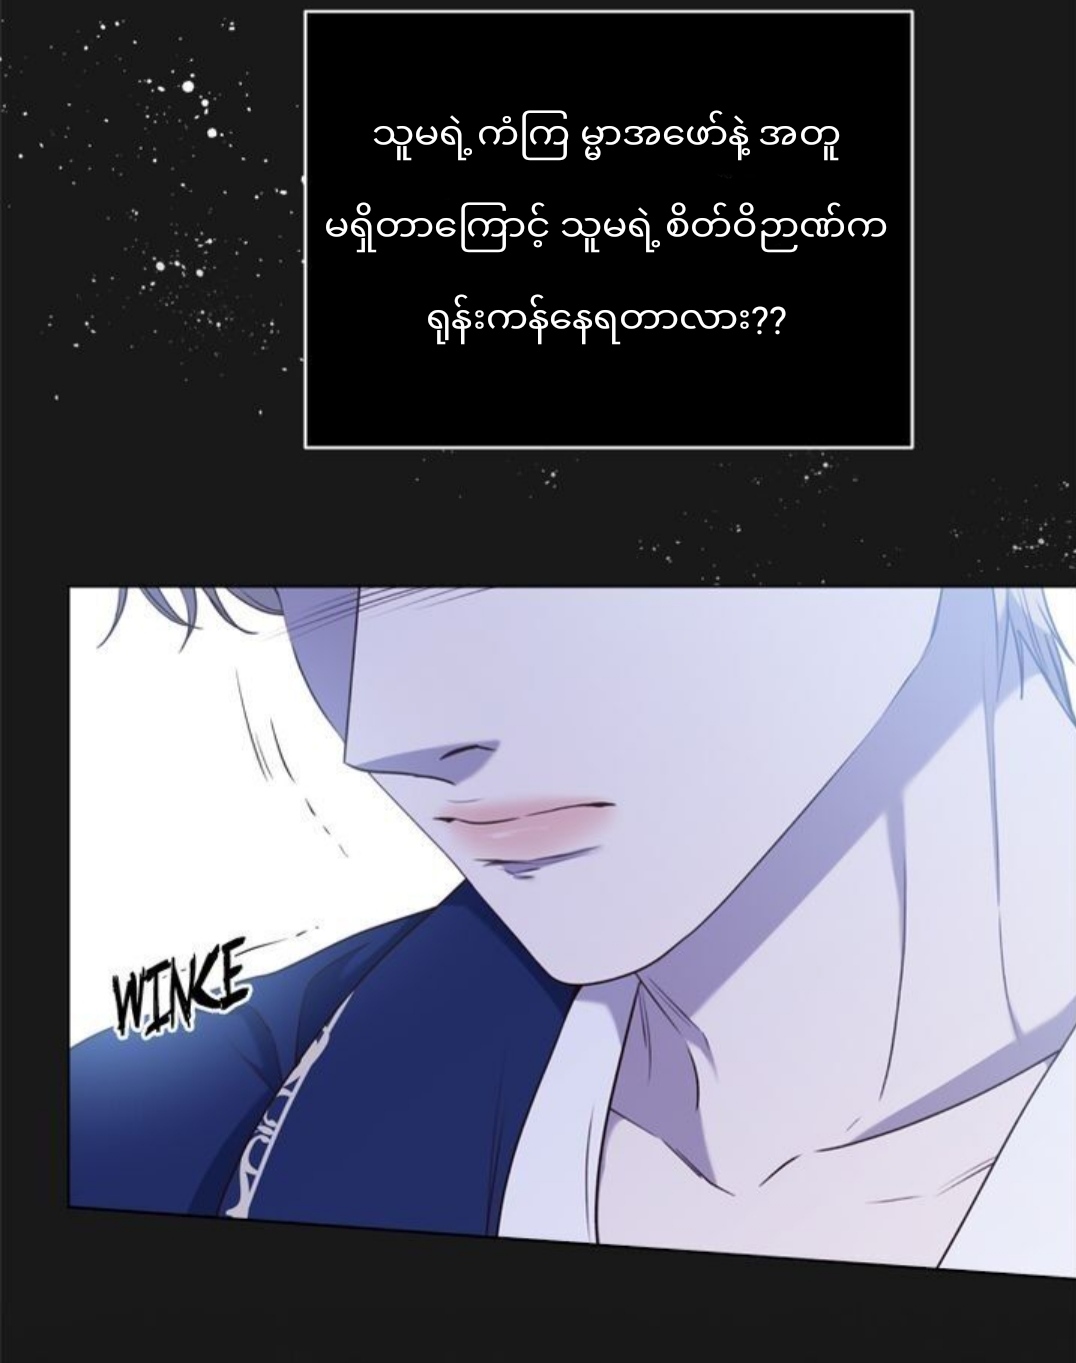 သူမရဲ့ ကံကြ မ္မာအဖော်နဲ့ အတူ
မရှိတာကြောင့် သူမရဲ့ စိတ်ဝိဉာဏ်က
ရုန်းကန်နေရတာလား??
WINCE